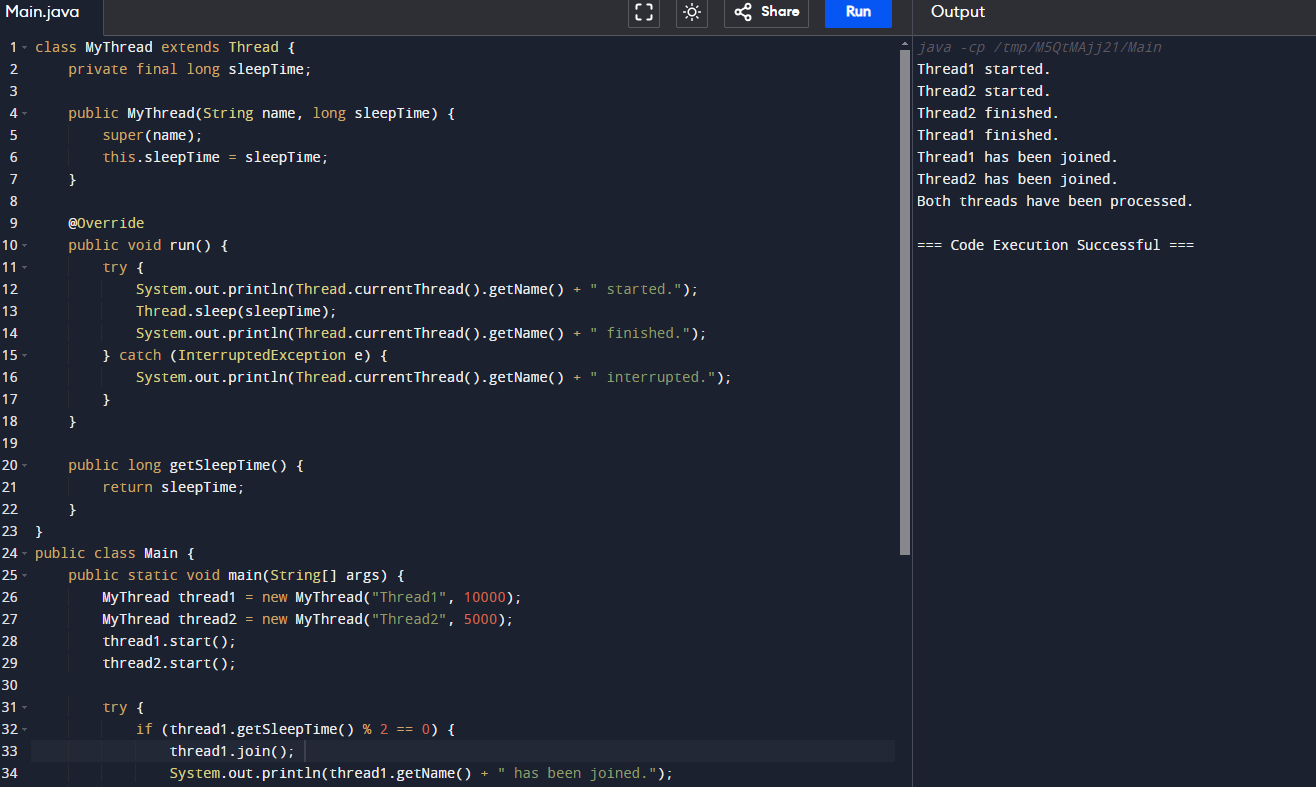 Main.java
Share
Run
Output
1 class MyThread extends Thread {
2     private final long sleepTime;
3
4     public MyThread(String name, long sleepTime) {
5         super(name);
6         this.sleepTime = sleepTime;
7     }
8
9     @Override
10     public void run() {
11         try {
12             System.out.println(Thread.currentThread().getName() + " started.");
13             Thread.sleep(sleepTime);
14             System.out.println(Thread.currentThread().getName() + " finished.");
15         } catch (InterruptedException e) {
16             System.out.println(Thread.currentThread().getName() + " interrupted.");
17         }
18     }
19
20     public long getSleepTime() {
21         return sleepTime;
22     }
23 }
24 public class Main {
25     public static void main(String[] args) {
26         MyThread thread1 = new MyThread("Thread1", 10000);
27         MyThread thread2 = new MyThread("Thread2", 5000);
28         thread1.start();
29         thread2.start();
30
31         try {
32             if (thread1.getSleepTime() % 2 == 0) {
33                 thread1.join();
34                 System.out.println(thread1.getName() + " has been joined.");
java -cp /tmp/M5QtMAjj21/Main
Thread1 started.
Thread2 started.
Thread2 finished.
Thread1 finished.
Thread1 has been joined.
Thread2 has been joined.
Both threads have been processed.
=== Code Execution Successful ===